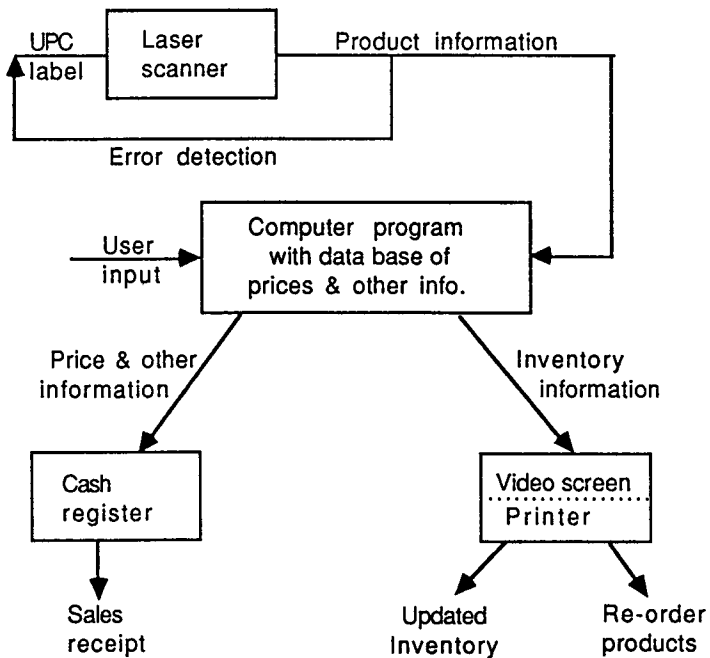 UPC
label
Laser
scanner
Product information
Error detection
User
input
Computer program
with data base of
prices & other info.
Price & other
information
Inventory
information
Cash
register
Video screen
Printer
Sales
receipt
Updated
Inventory
Re-order
products